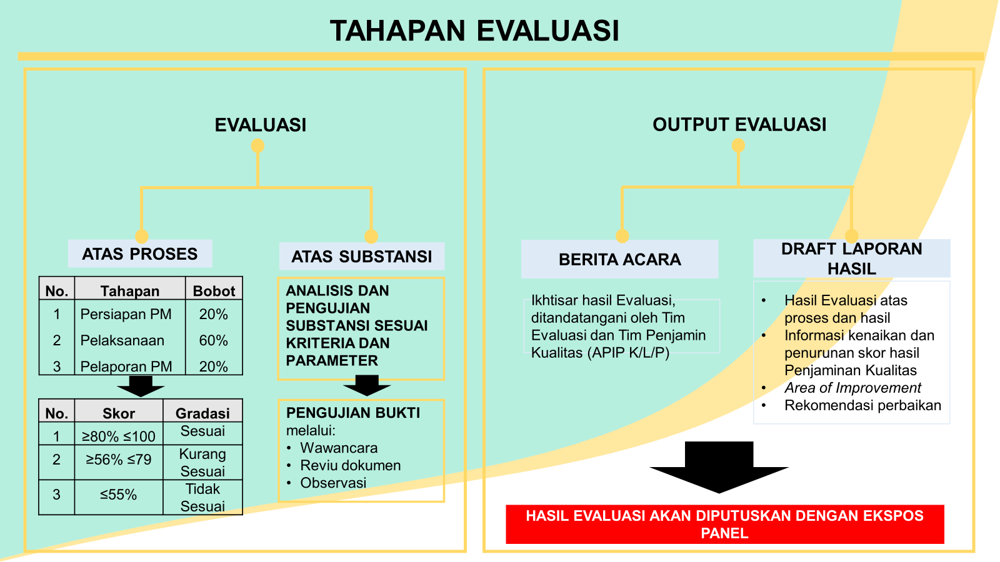 TAHAPAN EVALUASI
EVALUASI
ATAS PROSES
No. Tahapan Bobot
1 Persiapan PM 20%
2 Pelaksanaan 60%
3 Pelaporan PM 20%
No. Skor Gradasi
1 ≥80% ≤100 Sesuai
2 ≥56% ≤79 Kurang
Sesuai
3 ≤55% Tidak
Sesuai
ATAS SUBSTANSI
ANALISIS DAN
PENGUJIAN
SUBSTANSI SESUAI
KRITERIA DAN
PARAMETER
PENGUJIAN BUKTI
melalui:
• Wawancara
• Reviu dokumen
• Observasi
OUTPUT EVALUASI
BERITA ACARA
Ikhtisar hasil Evaluasi,
ditandatangani oleh Tim
Evaluasi dan Tim Penjamin
Kualitas (APIP K/L/P)
DRAFT LAPORAN
HASIL
• Hasil Evaluasi atas
proses dan hasil
• Informasi kenaikan dan
penurunan skor hasil
Penjaminan Kualitas
• Area of Improvement
• Rekomendasi perbaikan
HASIL EVALUASI AKAN DIPUTUSKAN DENGAN EKSPOS
PANEL